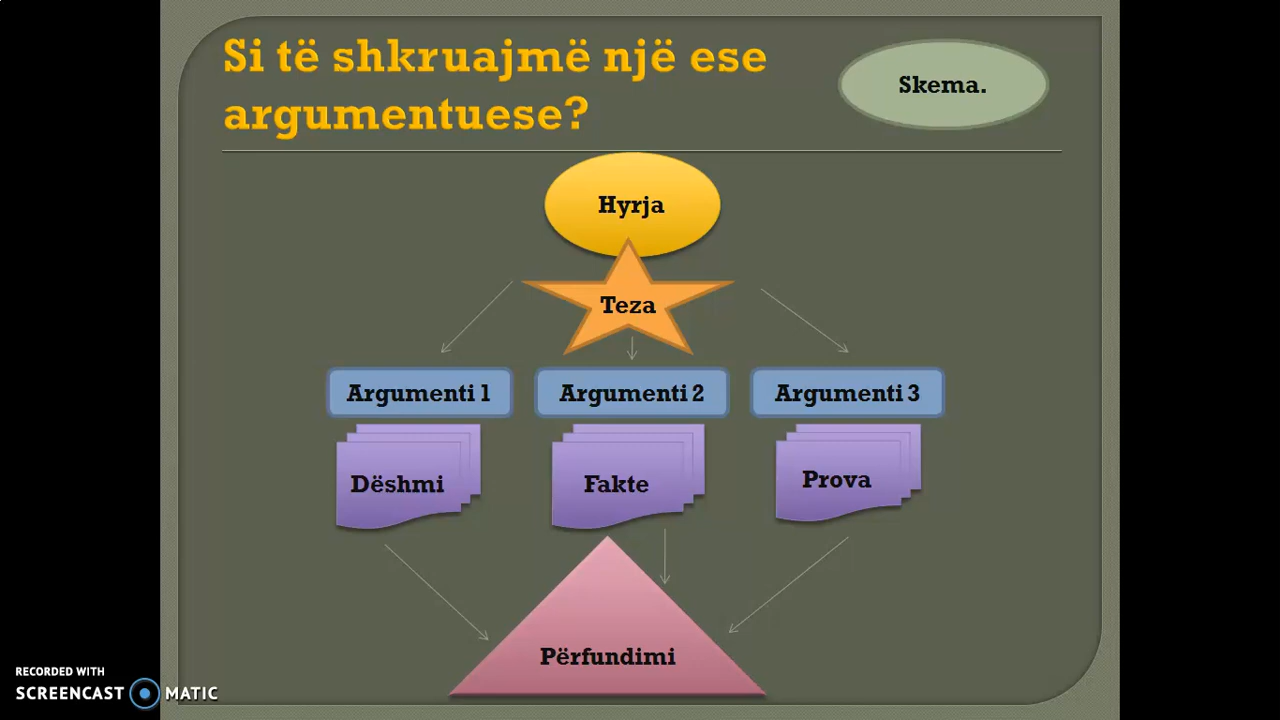 Si të shkruajmë një ese
argumentuese?
Skema.
Hyrja
Teza
Argumenti 1
Argumenti 2
Argumenti 3
Dëshmi
Fakte
Prova
Përfundimi
RECORDED WITH
SCREENCAST MATIC